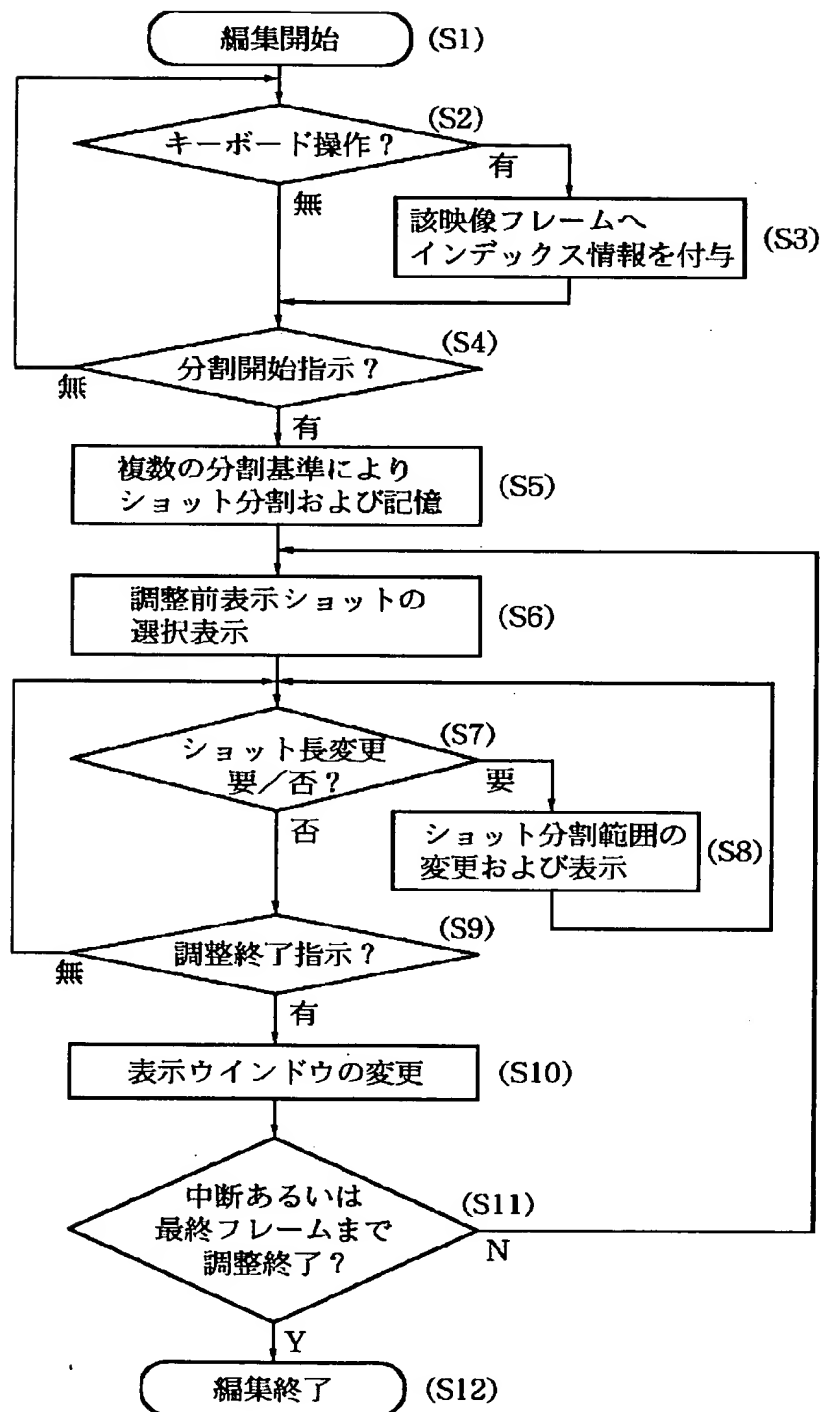 編集開始 (S1)
(S2)
キーボード操作？
有
無
該映像フレームへ
インデックス情報を付与 (S3)
(S4)
分割開始指示？
無
有
複数の分割基準により
ショット分割および記憶 (S5)
調整前表示ショットの
選択表示 (S6)
(S7)
ショット長変更
要／否？
要
否
ショット分割範囲の
変更および表示 (S8)
(S9)
調整終了指示？
無
有
表示ウインドウの変更 (S10)
中断あるいは
最終フレームまで
調整終了？
(S11)
N
Y
編集終了 (S12)